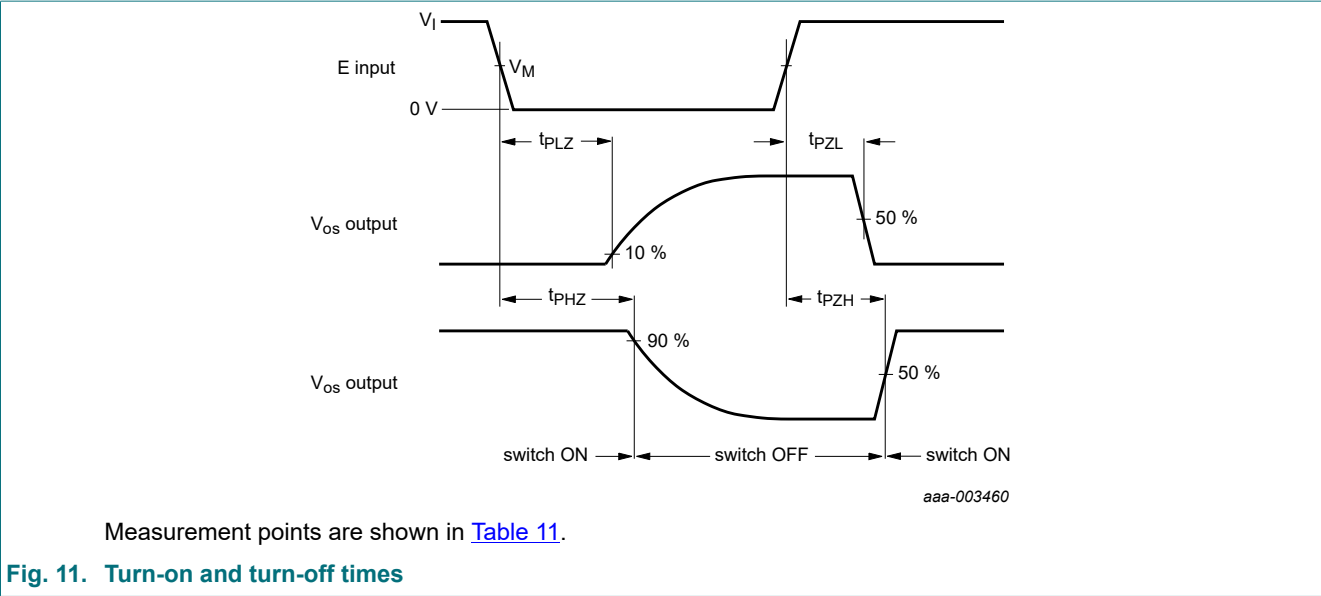 VI
E input
VM
0 V
tPLZ
tPZL
Vos output
50 %
10 %
tPHZ
tPZH
90 %
Vos output
50 %
switch ON
switch OFF
switch ON
aaa-003460
Measurement points are shown in Table 11.
Fig. 11. Turn-on and turn-off times